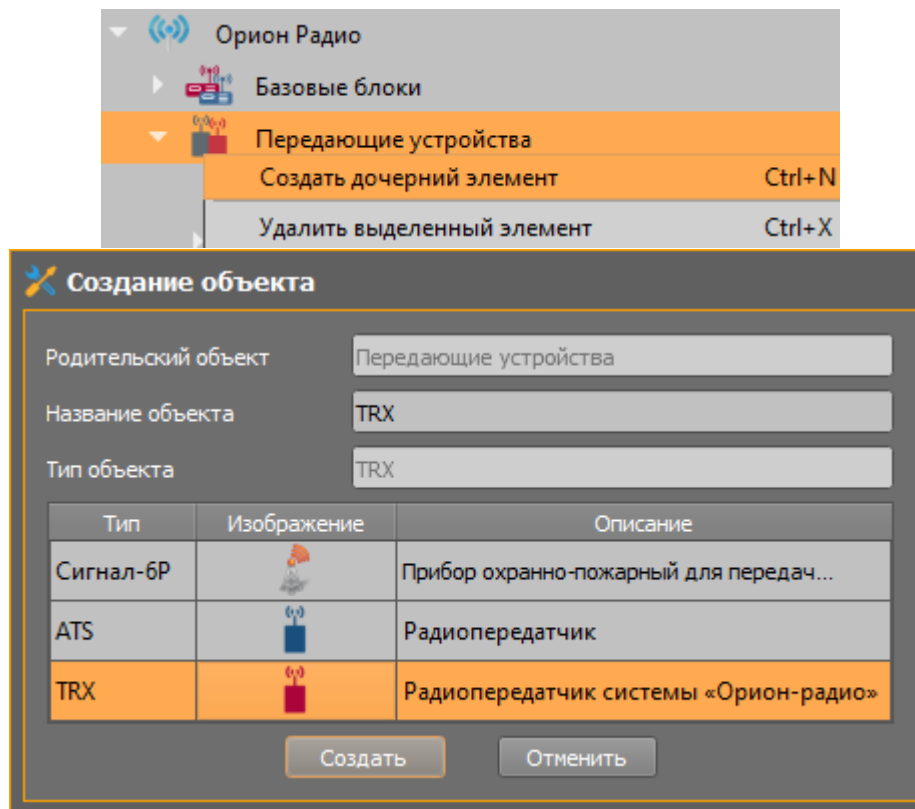 Орион Радио
Базовые блоки
Передающие устройства
Создать дочерний элемент Ctrl+N
Удалить выделенный элемент Ctrl+X
Создание объекта
Родительский объект Передающие устройства
Название объекта TRX
Тип объекта TRX
Тип Изображение Описание
Сигнал-6Р Прибор охранно-пожарный для передач...
ATS Радиопередатчик
TRX Радиопередатчик системы «Орион-радио»
Создать Отменить